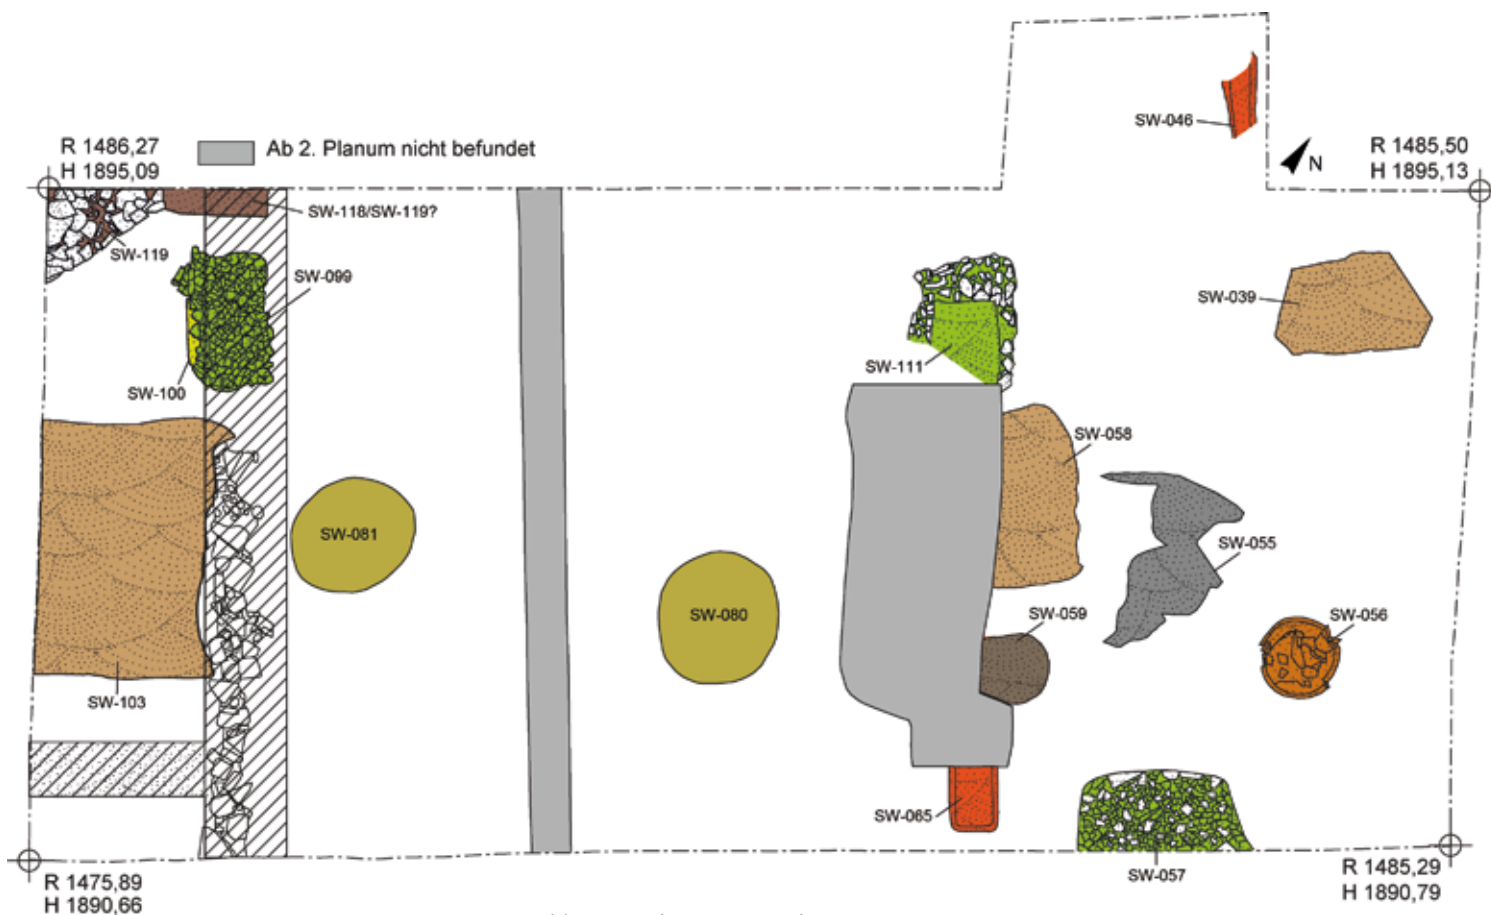 SW-046
R 1486,27
H 1895,09
Ab 2. Planum nicht befundet
N
R 1485,50
H 1895,13
SW-118/SW-119?
SW-119
SW-099
SW-039
SW-100
SW-111
SW-058
SW-081
SW-055
SW-080
SW-059
SW-056
SW-103
SW-065
SW-057
R 1475,89
H 1890,66
R 1485,29
H 1890,79